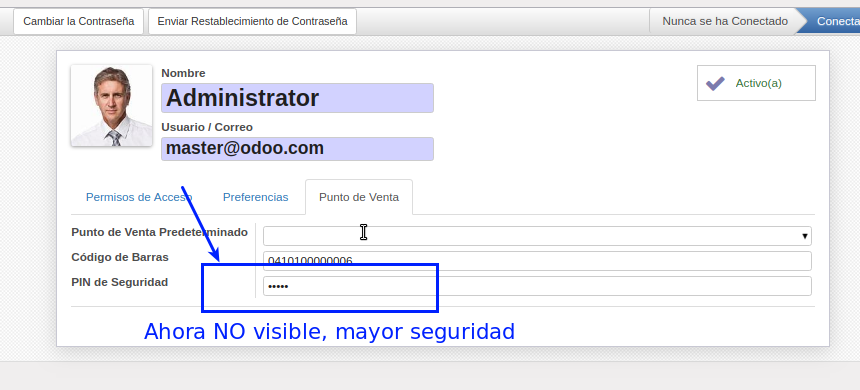 Cambiar la Contraseña Enviar Restablecimiento de Contraseña Nunca se ha Conectado Conecta
Nombre
Administrator
Activo(a)
Usuario / Correo
master@odoo.com
Permisos de Acceso Preferencias Punto de Venta
Punto de Venta Predeterminado
Código de Barras 0410100000006
PIN de Seguridad •••••
Ahora NO visible, mayor seguridad